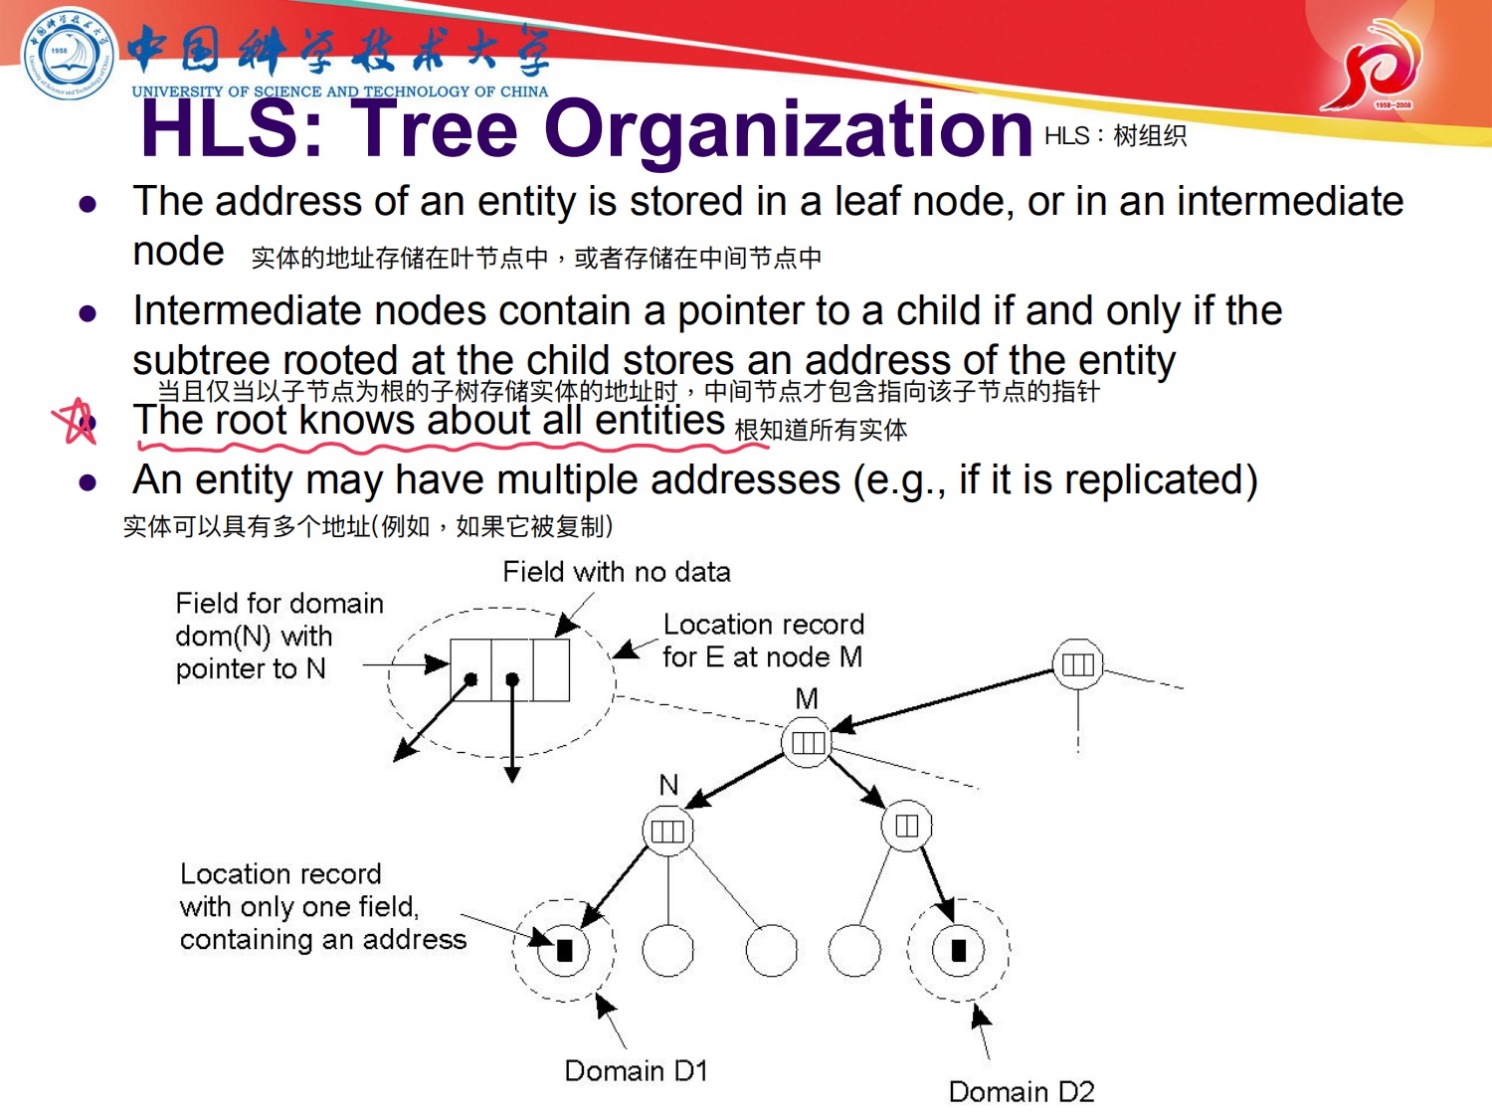 中国科学技术大学
UNIVERSITY OF SCIENCE AND TECHNOLOGY OF CHINA
1958
1958-2008
HLS: Tree Organization HLS：树组织
The address of an entity is stored in a leaf node, or in an intermediate
node 实体的地址存储在叶节点中，或者存储在中间节点中
Intermediate nodes contain a pointer to a child if and only if the
subtree rooted at the child stores an address of the entity
当且仅当以子节点为根的子树存储实体的地址时，中间节点才包含指向该子节点的指针
The root knows about all entities 根知道所有实体
An entity may have multiple addresses (e.g., if it is replicated)
实体可以具有多个地址(例如，如果它被复制)
Field with no data
Field for domain
dom(N) with
pointer to N
Location record
for E at node M
M
N
Location record
with only one field,
containing an address
Domain D1
Domain D2